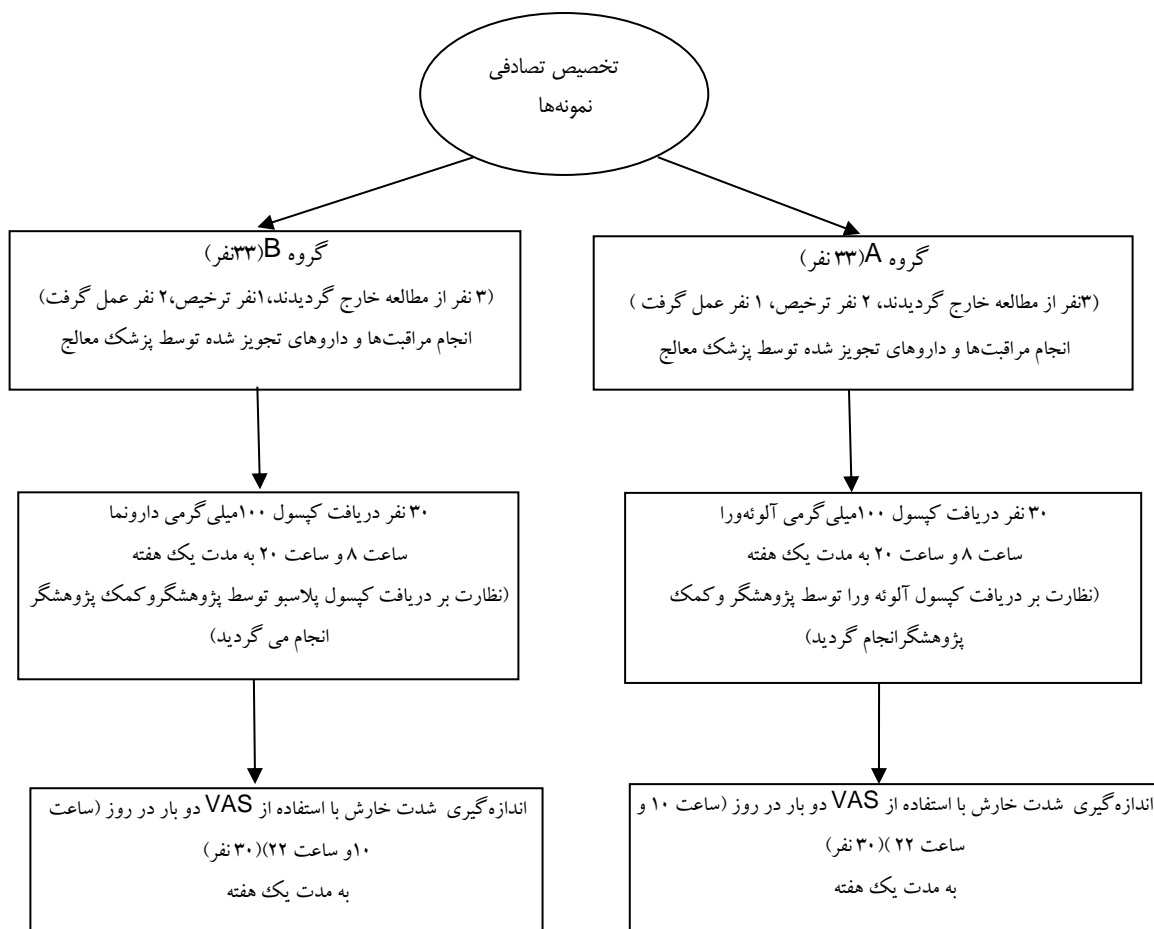 تخصیص تصادفی
نمونه‌ها
گروه A(۳۳ نفر)
(۳نفر از مطالعه خارج گردیدند، ۲ نفر ترخیص، ۱ نفر عمل گرفت )
انجام مراقبت‌ها و داروهای تجویز شده توسط پزشک معالج
گروه B(۳۳نفر)
(۳ نفر از مطالعه خارج گردیدند،۱نفر ترخیص،۲ نفر عمل گرفت)
انجام مراقبت‌ها و داروهای تجویز شده توسط پزشک معالج
۳۰ نفر دریافت کپسول ۱۰۰میلی‌گرمی آلوئه‌ورا
ساعت ۸ و ساعت ۲۰ به مدت یک هفته
(نظارت بر دریافت کپسول آلوئه ورا توسط پژوهشگر وکمک
پژوهشگرانجام گردید)
۳۰ نفر دریافت کپسول ۱۰۰میلی‌گرمی دارونما
ساعت ۸ و ساعت ۲۰ به مدت یک هفته
(نظارت بر دریافت کپسول پلاسبو توسط پژوهشگروکمک پژوهشگر
انجام می گردید)
اندازه‌گیری شدت خارش با استفاده از VAS دو بار در روز (ساعت ۱۰ و
ساعت ۲۲ )(۳۰ نفر)
به مدت یک هفته
اندازه‌گیری شدت خارش با استفاده از VAS دو بار در روز (ساعت
۱۰و ساعت ۲۲)(۳۰ نفر)
به مدت یک هفته